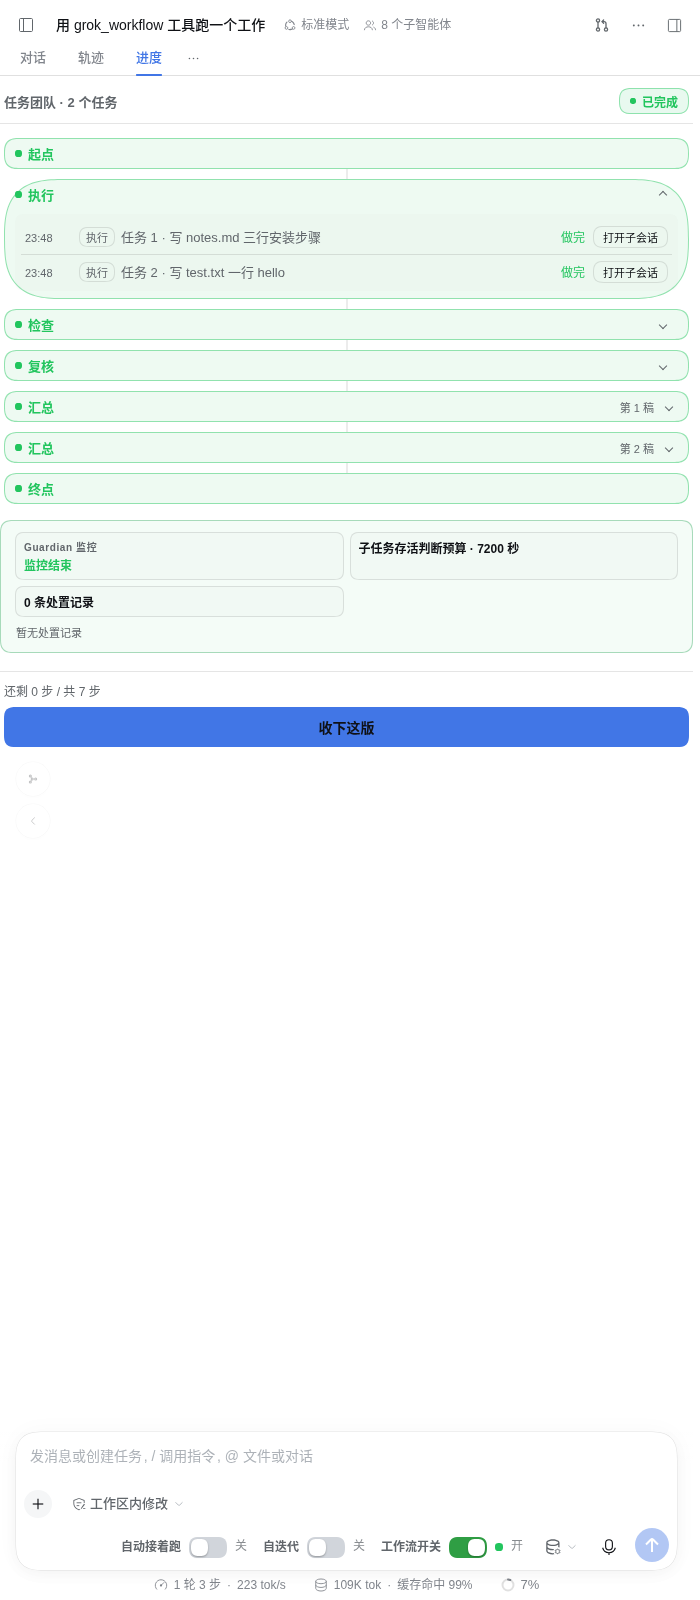 用 grok_workflow 工具跑一个工作 标准模式 8 个子智能体
对话 轨迹 进度 ···
任务团队 · 2 个任务 已完成
起点
执行
23:48 执行 任务 1 · 写 notes.md 三行安装步骤 做完 打开子会话
23:48 执行 任务 2 · 写 test.txt 一行 hello 做完 打开子会话
检查
复核
汇总 第 1 稿
汇总 第 2 稿
终点
Guardian 监控
监控结束
子任务存活判断预算 · 7200 秒
0 条处置记录
暂无处置记录
还剩 0 步 / 共 7 步
收下这版
发消息或创建任务, / 调用指令, @ 文件或对话
工作区内修改
自动接着跑 关 自迭代 关 工作流开关 开
1 轮 3 步 · 223 tok/s 109K tok · 缓存命中 99% 7%